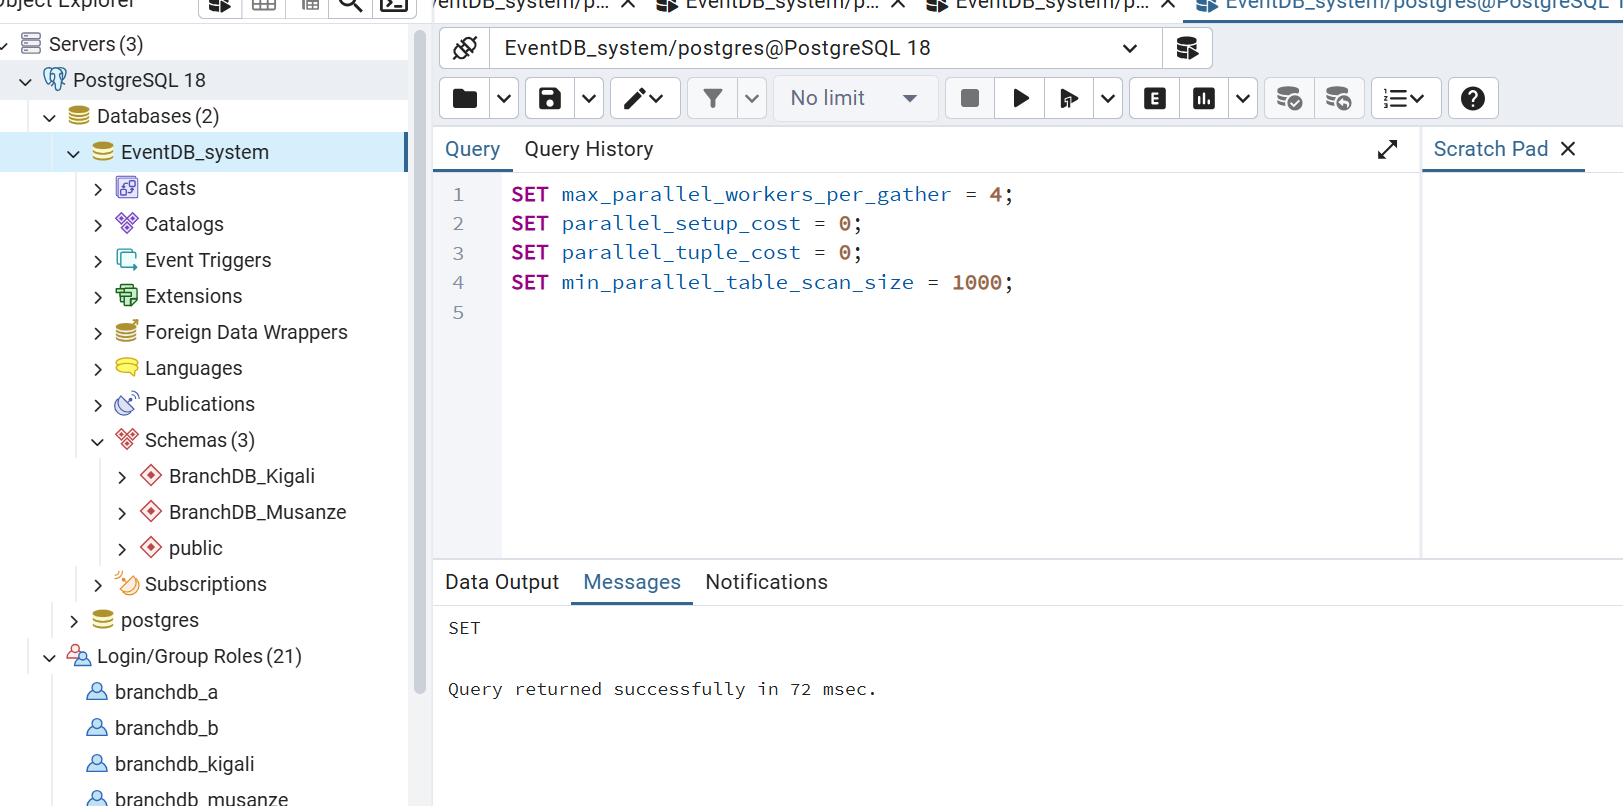 Object Explorer
Servers (3)
PostgreSQL 18
Databases (2)
EventDB_system
Casts
Catalogs
Event Triggers
Extensions
Foreign Data Wrappers
Languages
Publications
Schemas (3)
BranchDB_Kigali
BranchDB_Musanze
public
Subscriptions
postgres
Login/Group Roles (21)
branchdb_a
branchdb_b
branchdb_kigali
branchdb_musanze
EventDB_system/p... EventDB_system/p... EventDB_system/p... EventDB_system/postgres@PostgreSQL 1
EventDB_system/postgres@PostgreSQL 18
No limit
E
Query Query History
Scratch Pad
1 SET max_parallel_workers_per_gather = 4;
2 SET parallel_setup_cost = 0;
3 SET parallel_tuple_cost = 0;
4 SET min_parallel_table_scan_size = 1000;
5
Data Output Messages Notifications
SET
Query returned successfully in 72 msec.